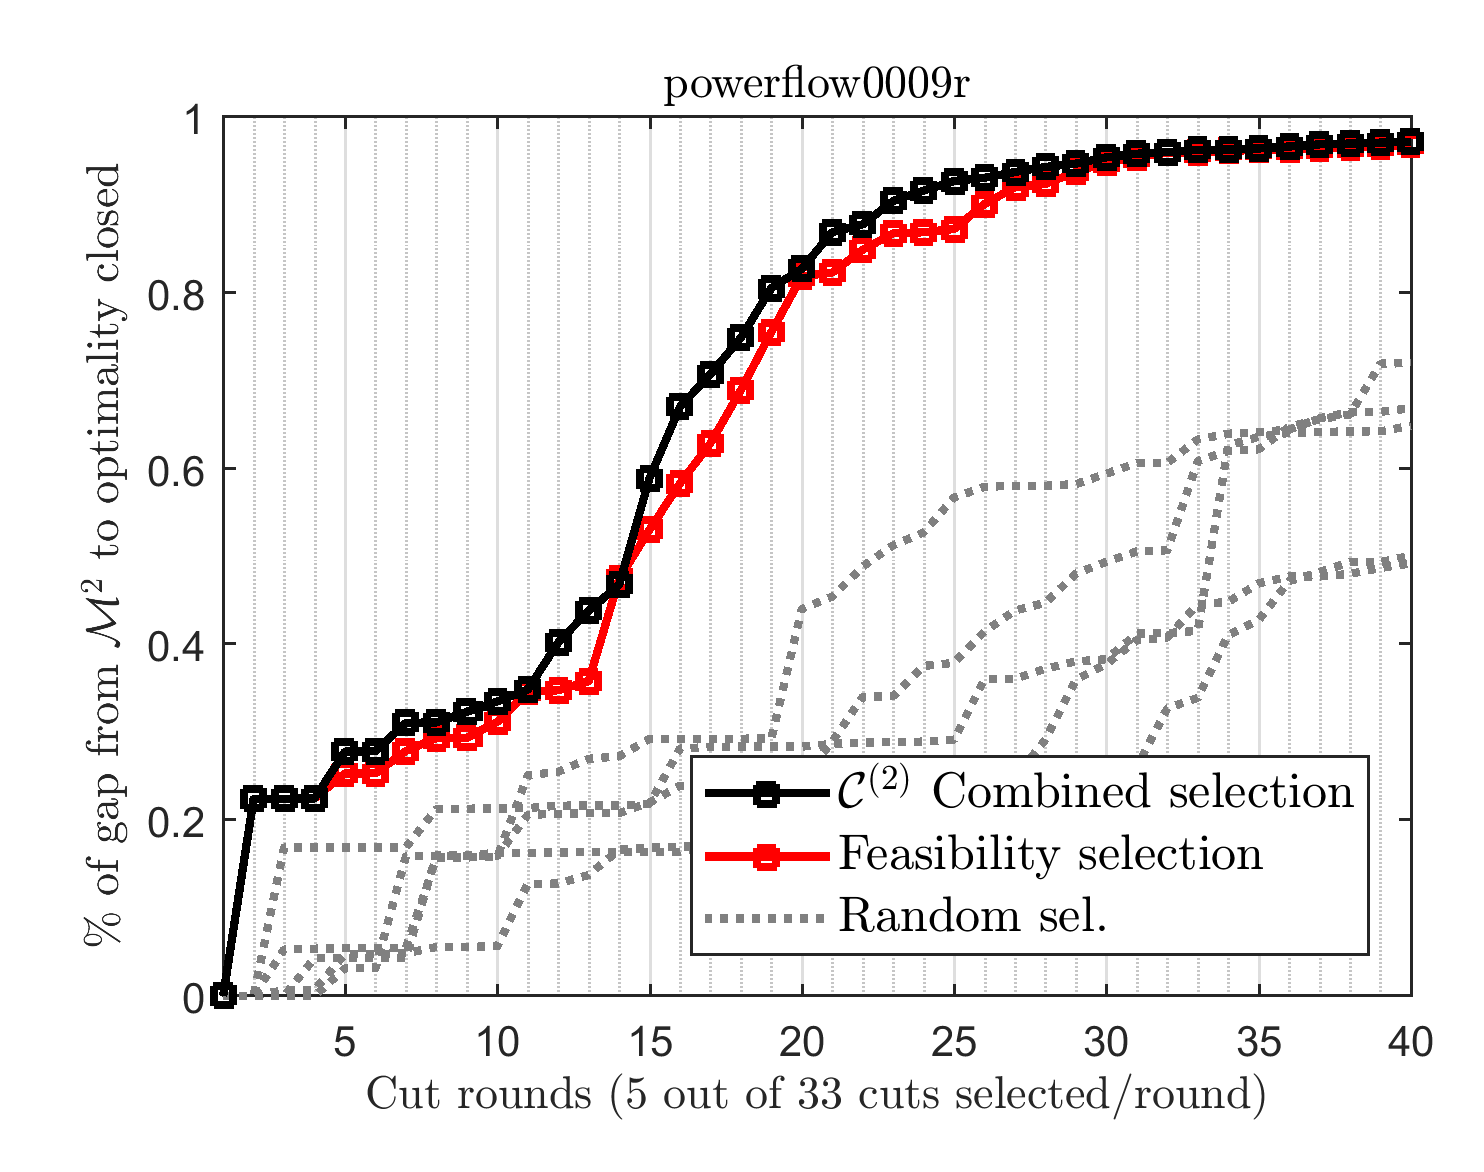 powerflow0009r
% of gap from 𝓜² to optimality closed
1
0.8
0.6
0.4
0.2
0
𝓒⁽²⁾ Combined selection
Feasibility selection
Random sel.
5 10 15 20 25 30 35 40
Cut rounds (5 out of 33 cuts selected/round)